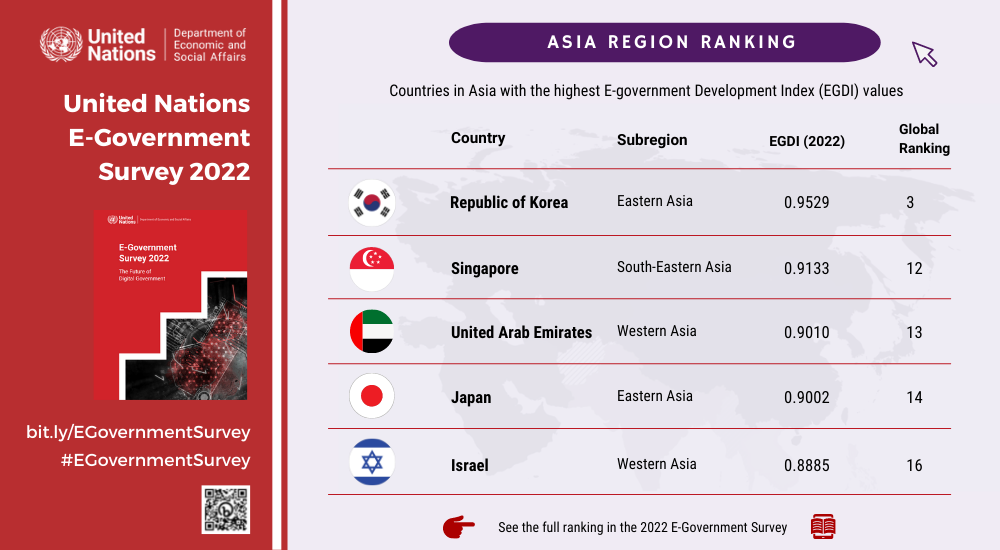 United
Nations
Department of
Economic and
Social Affairs
United Nations
E-Government
Survey 2022
United
Nations
Department of Economic and Social Affairs
E-Government
Survey 2022
The Future of
Digital Government
bit.ly/EGovernmentSurvey
#EGovernmentSurvey
ASIA REGION RANKING
Countries in Asia with the highest E-government Development Index (EGDI) values
Country Subregion EGDI (2022) Global Ranking
Republic of Korea Eastern Asia 0.9529 3
Singapore South-Eastern Asia 0.9133 12
United Arab Emirates Western Asia 0.9010 13
Japan Eastern Asia 0.9002 14
Israel Western Asia 0.8885 16
See the full ranking in the 2022 E-Government Survey